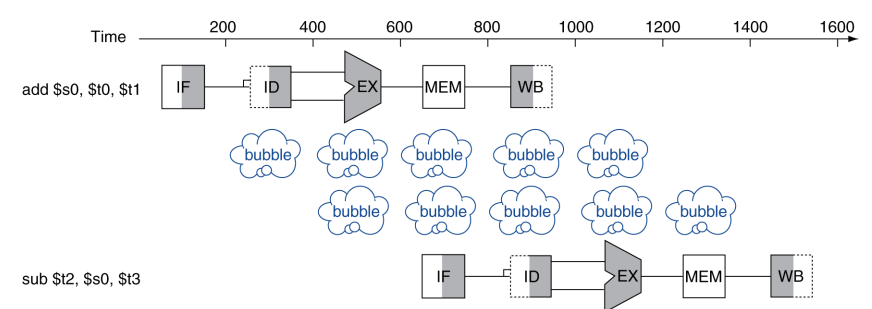 Time 200 400 600 800 1000 1200 1400 1600
add $s0, $t0, $t1 IF ID EX MEM WB
bubble bubble bubble bubble bubble
bubble bubble bubble bubble bubble
sub $t2, $s0, $t3 IF ID EX MEM WB